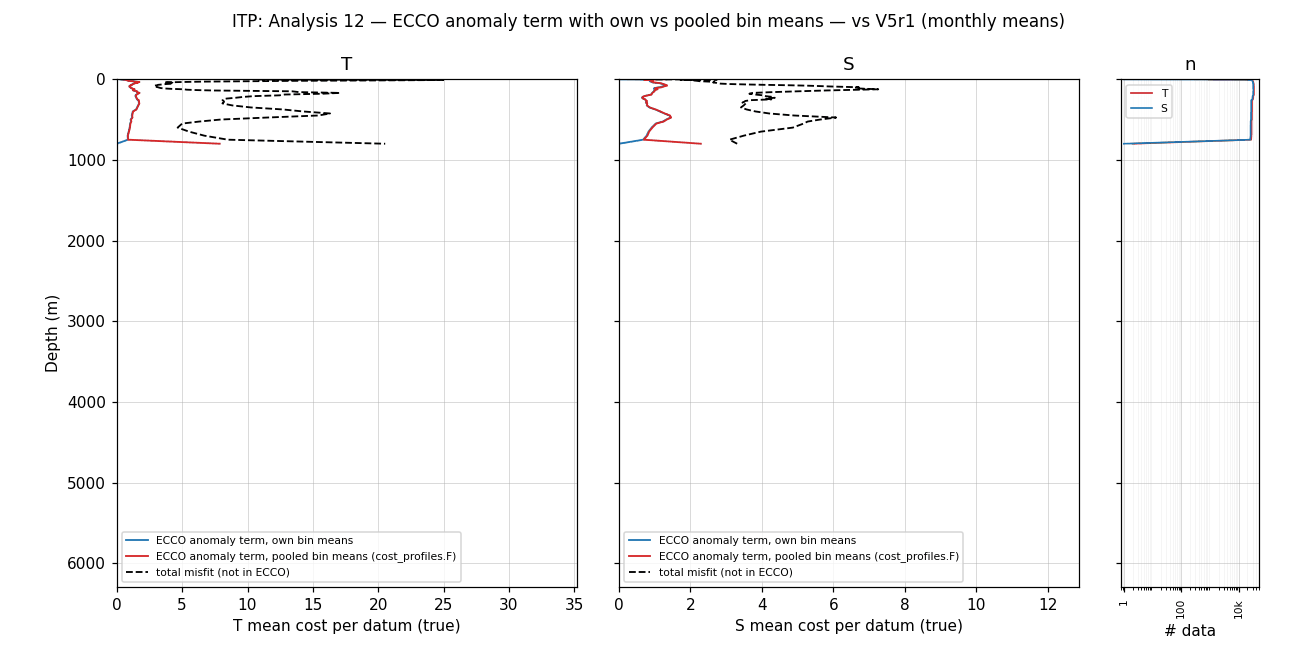 ITP: Analysis 12 — ECCO anomaly term with own vs pooled bin means — vs V5r1 (monthly means)
T
S
n
Depth (m)
0
1000
2000
3000
4000
5000
6000
ECCO anomaly term, own bin means
ECCO anomaly term, pooled bin means (cost_profiles.F)
total misfit (not in ECCO)
0 5 10 15 20 25 30 35
T mean cost per datum (true)
ECCO anomaly term, own bin means
ECCO anomaly term, pooled bin means (cost_profiles.F)
total misfit (not in ECCO)
0 2 4 6 8 10 12
S mean cost per datum (true)
T
S
1 100 10k
# data